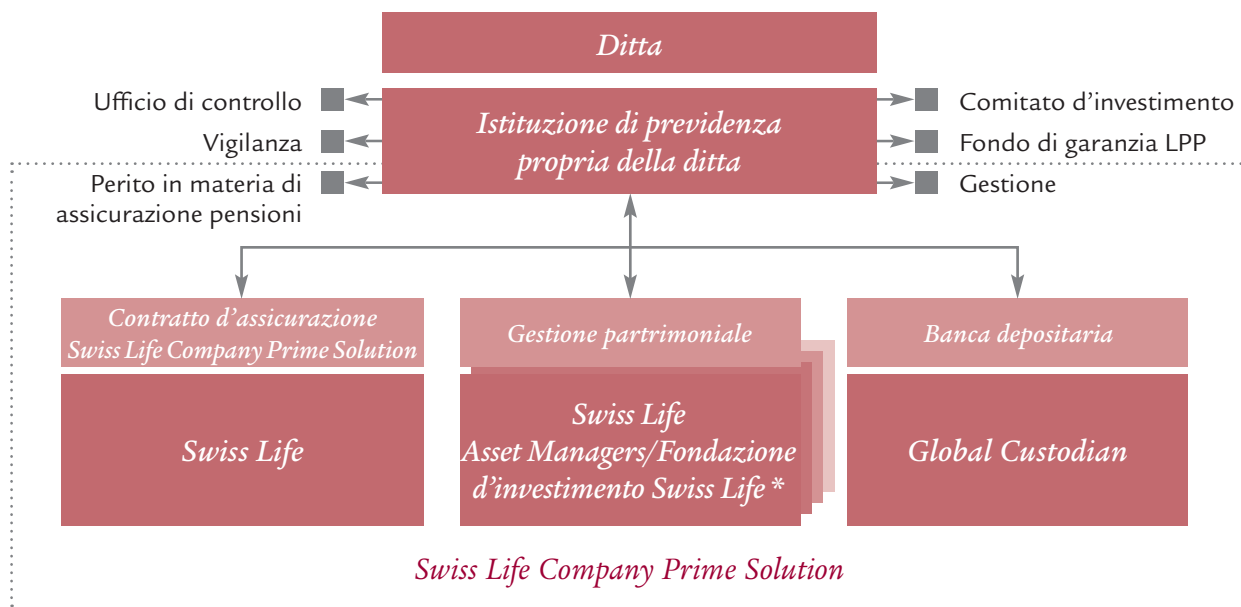 Ditta
Ufficio di controllo
Vigilanza
Perito in materia di
assicurazione pensioni
Istituzione di previdenza
propria della ditta
Comitato d’investimento
Fondo di garanzia LPP
Gestione
Contratto d’assicurazione
Swiss Life Company Prime Solution
Swiss Life
Gestione partrimoniale
Swiss Life
Asset Managers/Fondazione
d’investimento Swiss Life *
Banca depositaria
Global Custodian
Swiss Life Company Prime Solution